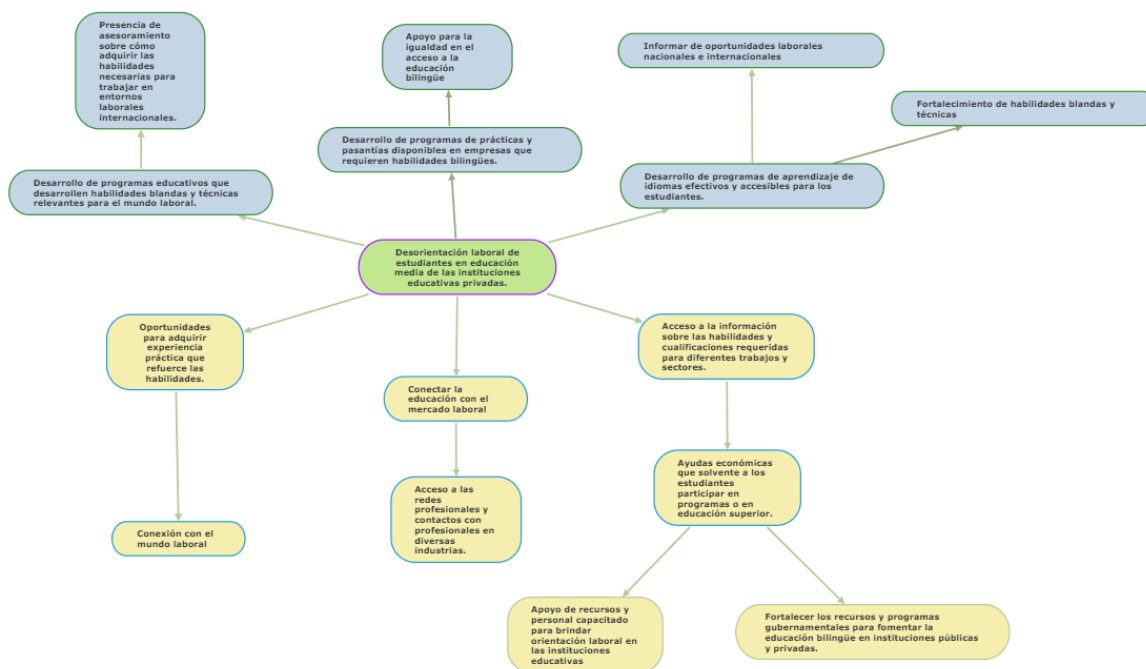 Presencia de
asesoramiento
sobre cómo
adquirir las
habilidades
necesarias para
trabajar en
entornos
laborales
internacionales.
Apoyo para la
igualdad en el
acceso a la
educación
bilingüe
Informar de oportunidades laborales
nacionales e internacionales
Fortalecimiento de habilidades blandas y
técnicas
Desarrollo de programas educativos que
desarrollen habilidades blandas y técnicas
relevantes para el mundo laboral.
Desarrollo de programas de prácticas y
pasantías disponibles en empresas que
requieren habilidades bilingües.
Desarrollo de programas de aprendizaje de
idiomas efectivos y accesibles para los
estudiantes.
Desorientación laboral de
estudiantes en educación
media de las instituciones
educativas privadas.
Oportunidades
para adquirir
experiencia
práctica que
refuerce las
habilidades.
Conectar la
educación con el
mercado laboral
Acceso a la información
sobre las habilidades y
cualificaciones requeridas
para diferentes trabajos y
sectores.
Conexión con el
mundo laboral
Acceso a las
redes
profesionales y
contactos con
profesionales en
diversas
industrias.
Ayudas económicas
que solvente a los
estudiantes
participar en
programas o en
educación superior.
Apoyo de recursos y
personal capacitado
para brindar
orientación laboral en
las instituciones
educativas
Fortalecer los recursos y programas
gubernamentales para fomentar la
educación bilingüe en instituciones públicas
y privadas.